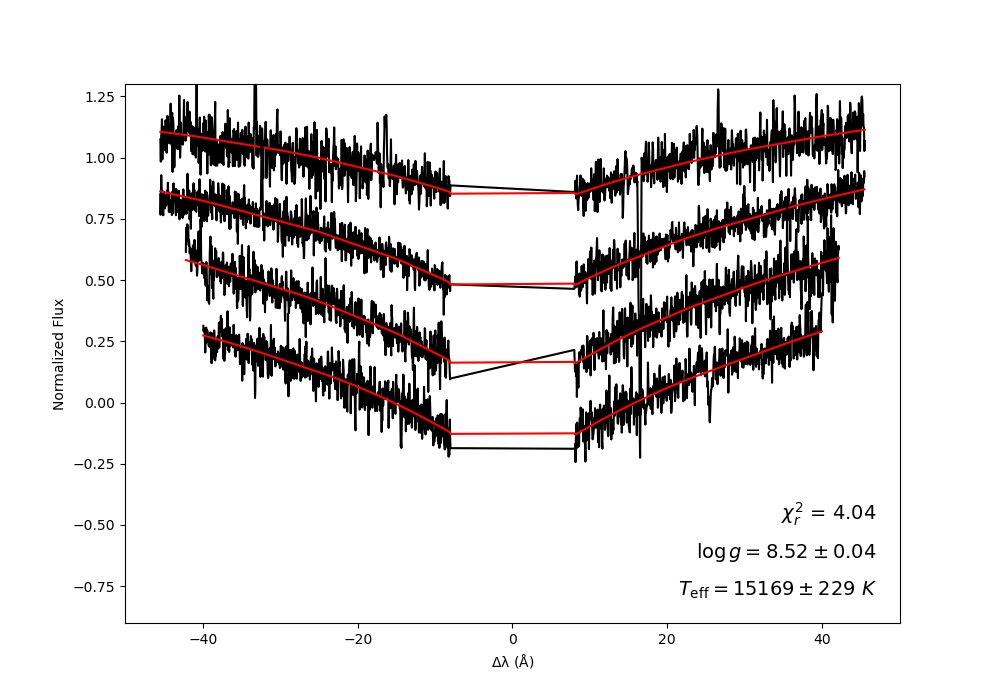 1.25
1.00
0.75
0.50
0.25
0.00
−0.25
−0.50
−0.75
Normalized Flux
χ²ᵣ = 4.04
log g = 8.52 ± 0.04
T_eff = 15169 ± 229 K
−40 −20 0 20 40
Δλ (Å)